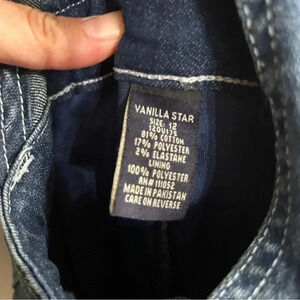 VANILLA STAR
SIZE: 12
120U175
81% COTTON
17% POLYESTER
2% ELASTANE
LINING
100% POLYESTER
RN# 111052
MADE IN PAKISTAN
CARE ON REVERSE